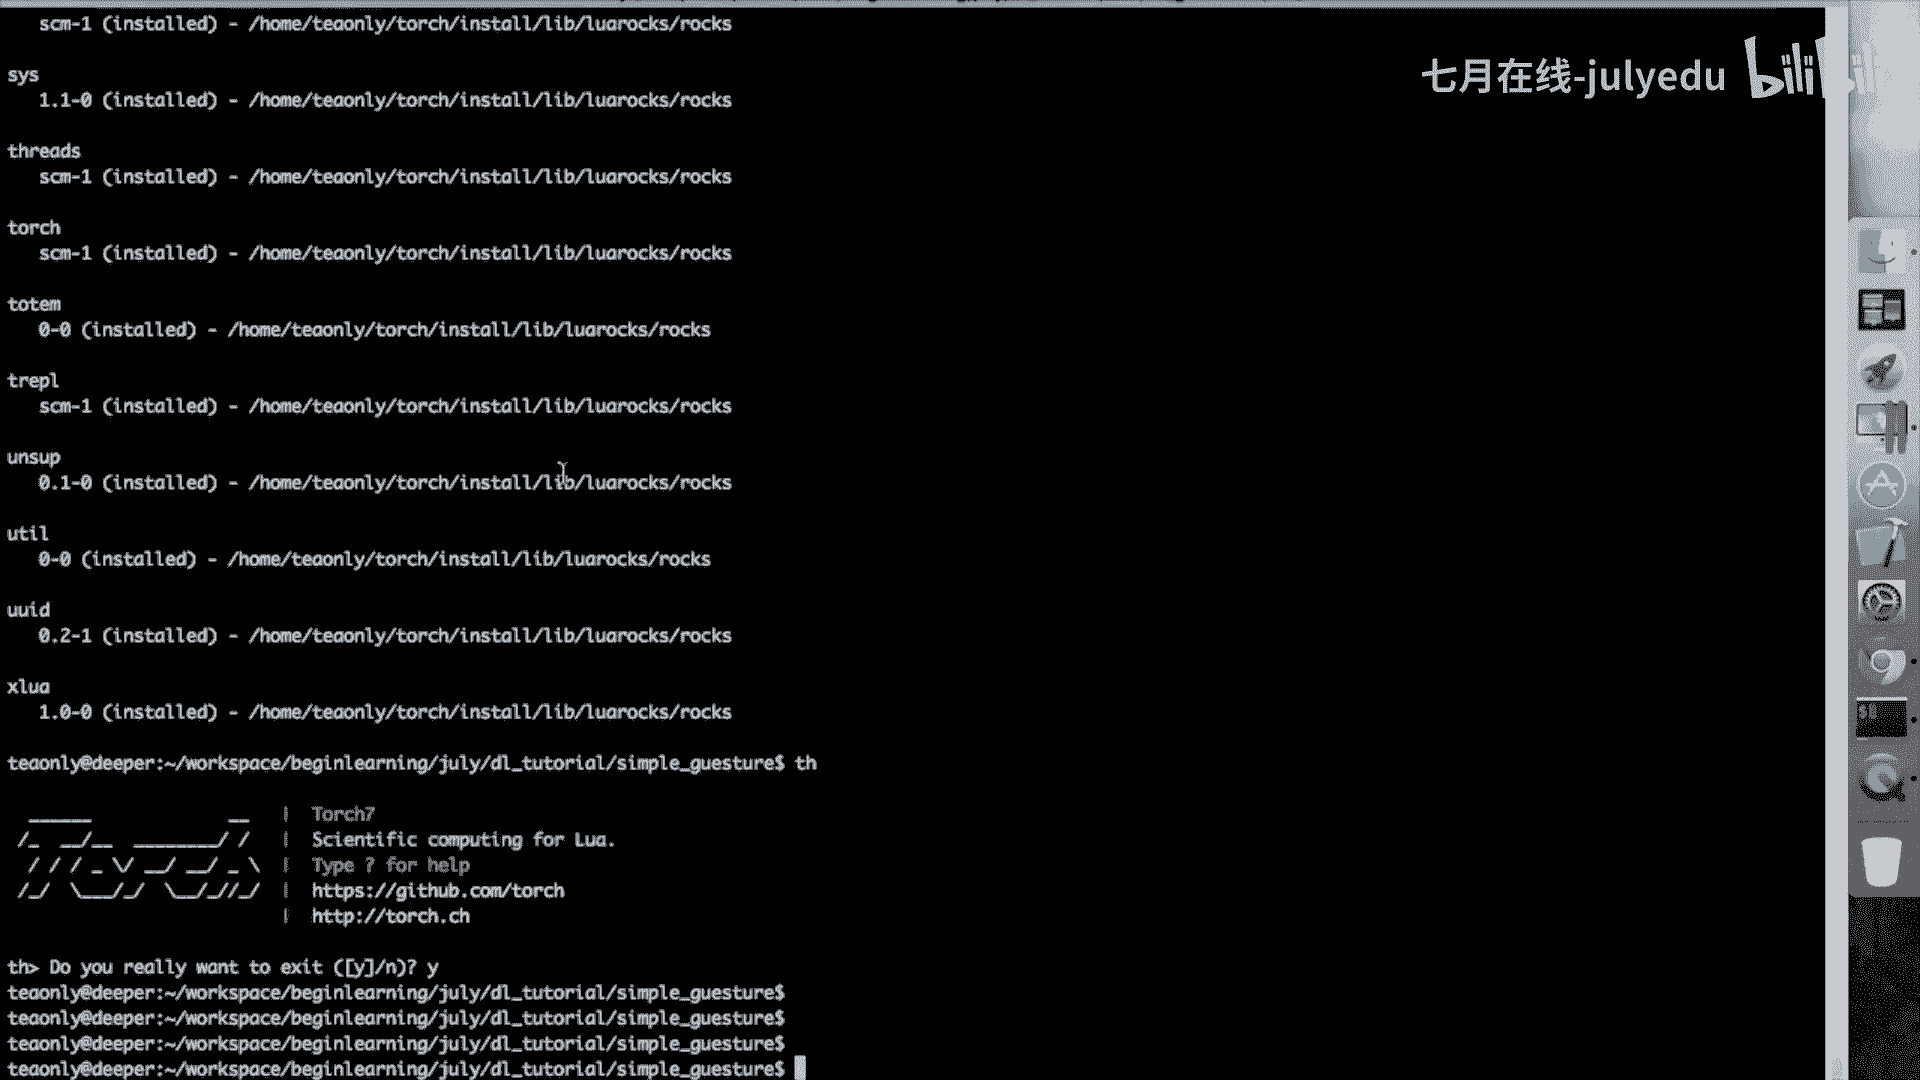 scm-1 (installed) - /home/teaonly/torch/install/lib/luarocks/rocks
七月在线-julyedu bilibili
sys
1.1-0 (installed) - /home/teaonly/torch/install/lib/luarocks/rocks
threads
scm-1 (installed) - /home/teaonly/torch/install/lib/luarocks/rocks
torch
scm-1 (installed) - /home/teaonly/torch/install/lib/luarocks/rocks
totem
0-0 (installed) - /home/teaonly/torch/install/lib/luarocks/rocks
trepl
scm-1 (installed) - /home/teaonly/torch/install/lib/luarocks/rocks
unsup
0.1-0 (installed) - /home/teaonly/torch/install/lib/luarocks/rocks
util
0-0 (installed) - /home/teaonly/torch/install/lib/luarocks/rocks
uuid
0.2-1 (installed) - /home/teaonly/torch/install/lib/luarocks/rocks
xlua
1.0-0 (installed) - /home/teaonly/torch/install/lib/luarocks/rocks
teaonly@deeper:~/workspace/beginlearning/july/dl_tutorial/simple_guesture$ th
Torch | Torch7
| Scientific computing for Lua.
| Type ? for help
| https://github.com/torch
| http://torch.ch
th> Do you really want to exit ([y]/n)? y
teaonly@deeper:~/workspace/beginlearning/july/dl_tutorial/simple_guesture$
teaonly@deeper:~/workspace/beginlearning/july/dl_tutorial/simple_guesture$
teaonly@deeper:~/workspace/beginlearning/july/dl_tutorial/simple_guesture$
teaonly@deeper:~/workspace/beginlearning/july/dl_tutorial/simple_guesture$